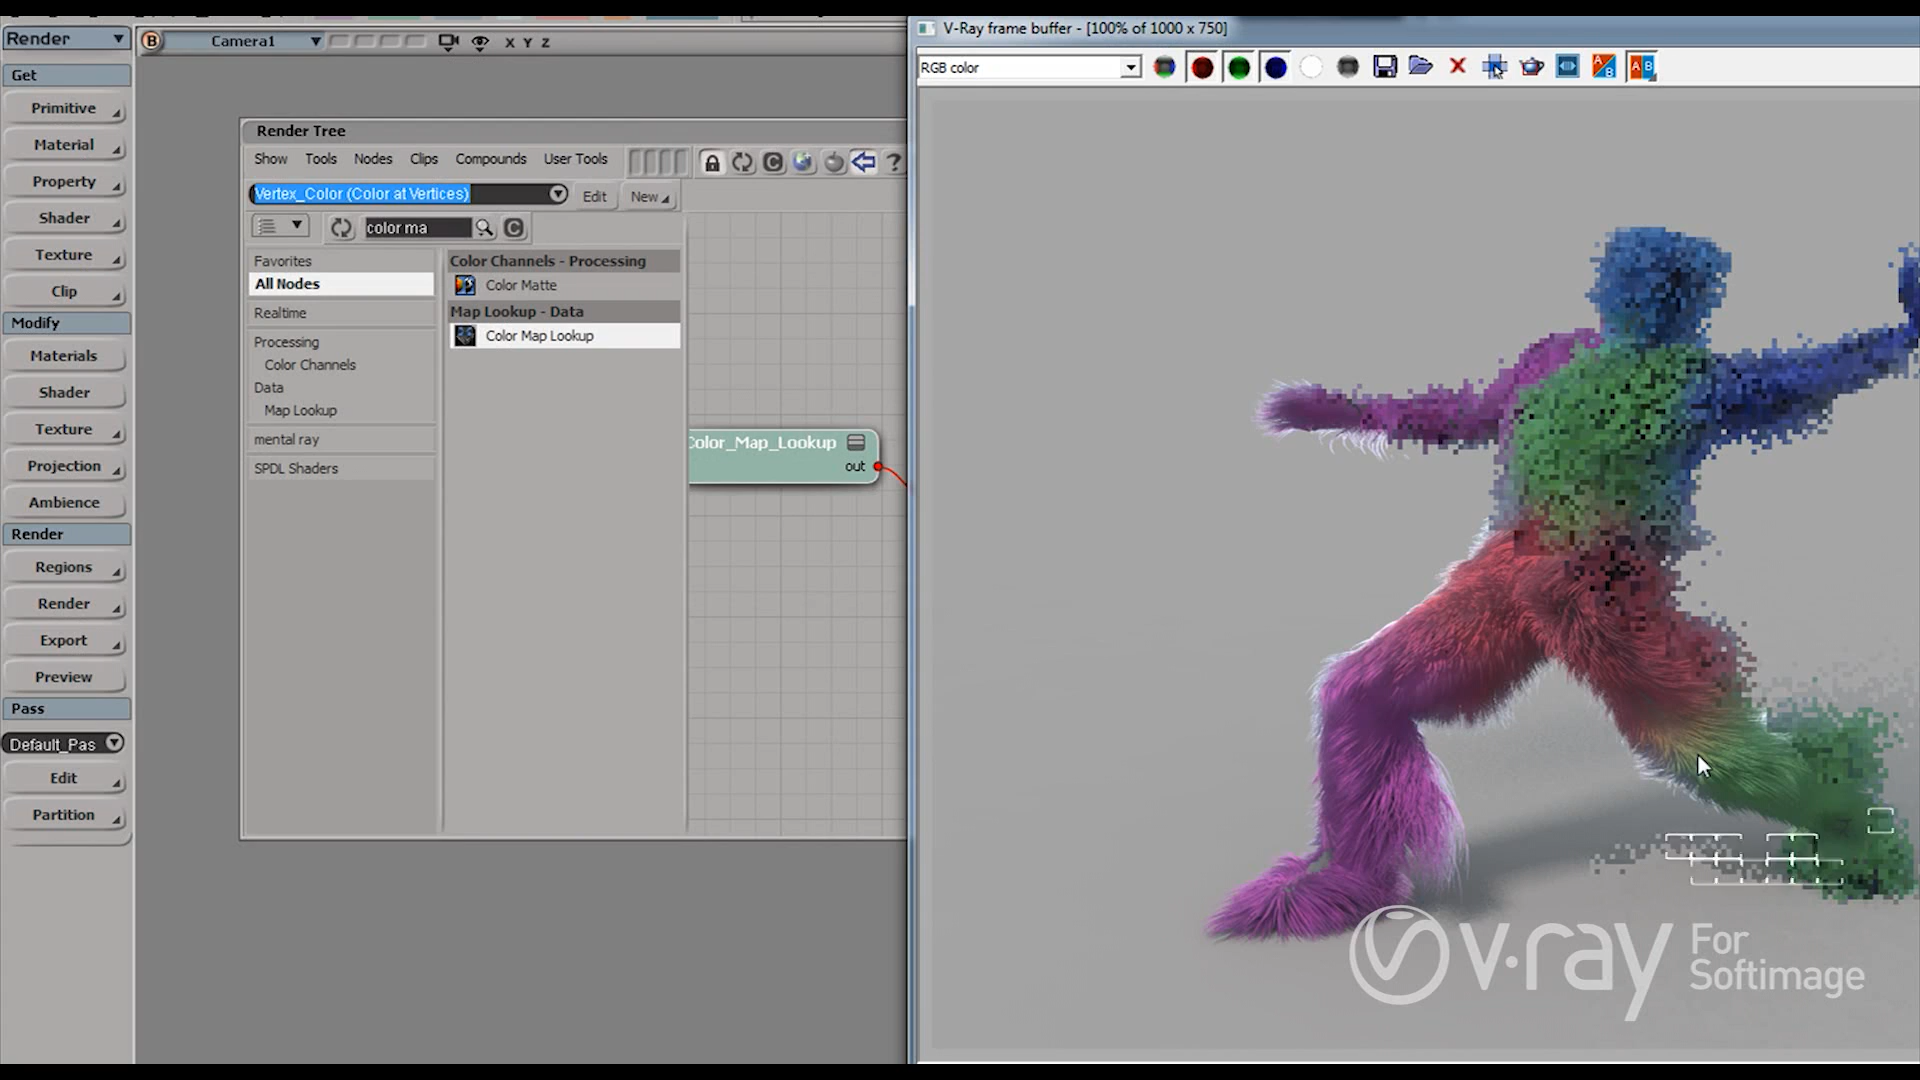 Render
B Camera1 X Y Z
Get
Primitive
Material
Property
Shader
Texture
Clip
Modify
Materials
Shader
Texture
Projection
Ambience
Render
Regions
Render
Export
Preview
Pass
Default_Pas
Edit
Partition
Render Tree
Show Tools Nodes Clips Compounds User Tools
C ?
Vertex_Color (Color at Vertices) Edit New
color ma C
Favorites
All Nodes
Realtime
Processing
Color Channels
Data
Map Lookup
mental ray
SPDL Shaders
Color Channels - Processing
Color Matte
Map Lookup - Data
Color Map Lookup
Color_Map_Lookup
out
V-Ray frame buffer - [100% of 1000 x 750]
RGB color
A B
A B
v·ray For
Softimage